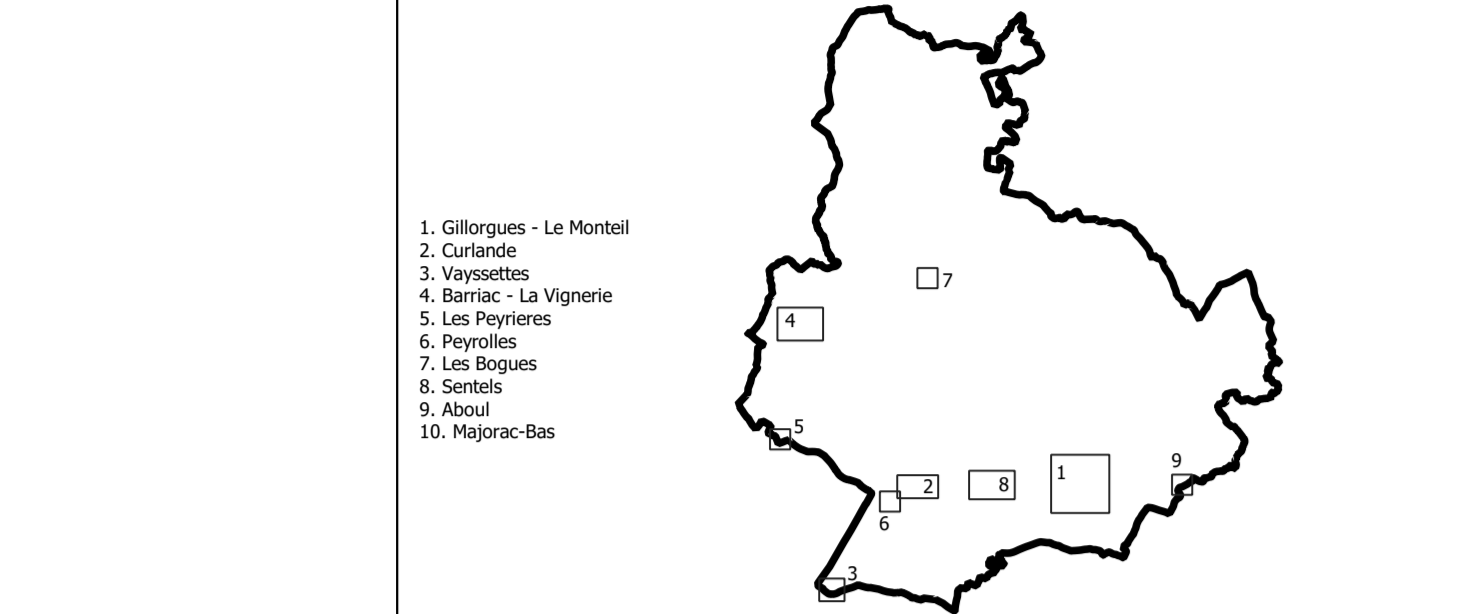 1. Gillorgues - Le Monteil
2. Curlande
3. Vayssettes
4. Barriac - La Vignerie
5. Les Peyrieres
6. Peyrolles
7. Les Bogues
8. Sentels
9. Aboul
10. Majorac-Bas
7
4
5
9
1
2
8
6
3